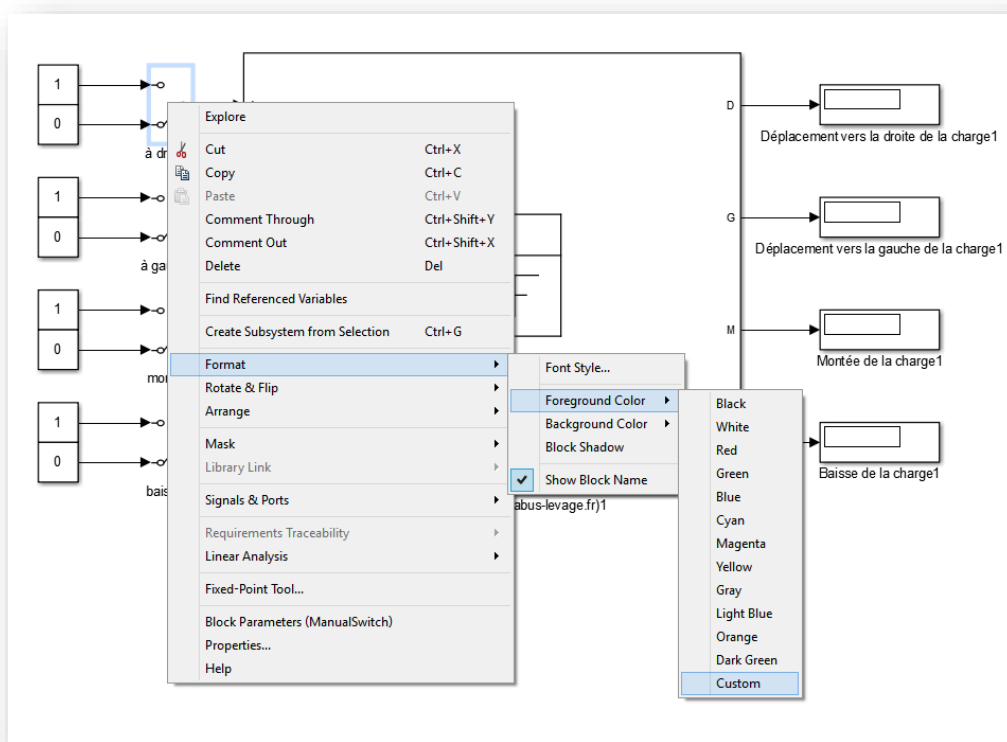 1
0
à dr
D
Déplacement vers la droite de la charge1
1
0
à ga
G
Déplacement vers la gauche de la charge1
1
0
mon
M
Montée de la charge1
1
0
bais
Baisse de la charge1
abus-levage.fr)1
Explore
Cut Ctrl+X
Copy Ctrl+C
Paste Ctrl+V
Comment Through Ctrl+Shift+Y
Comment Out Ctrl+Shift+X
Delete Del
Find Referenced Variables
Create Subsystem from Selection Ctrl+G
Format
Rotate & Flip
Arrange
Mask
Library Link
Signals & Ports
Requirements Traceability
Linear Analysis
Fixed-Point Tool...
Block Parameters (ManualSwitch)
Properties...
Help
Font Style...
Foreground Color
Background Color
Block Shadow
Show Block Name
Black
White
Red
Green
Blue
Cyan
Magenta
Yellow
Gray
Light Blue
Orange
Dark Green
Custom